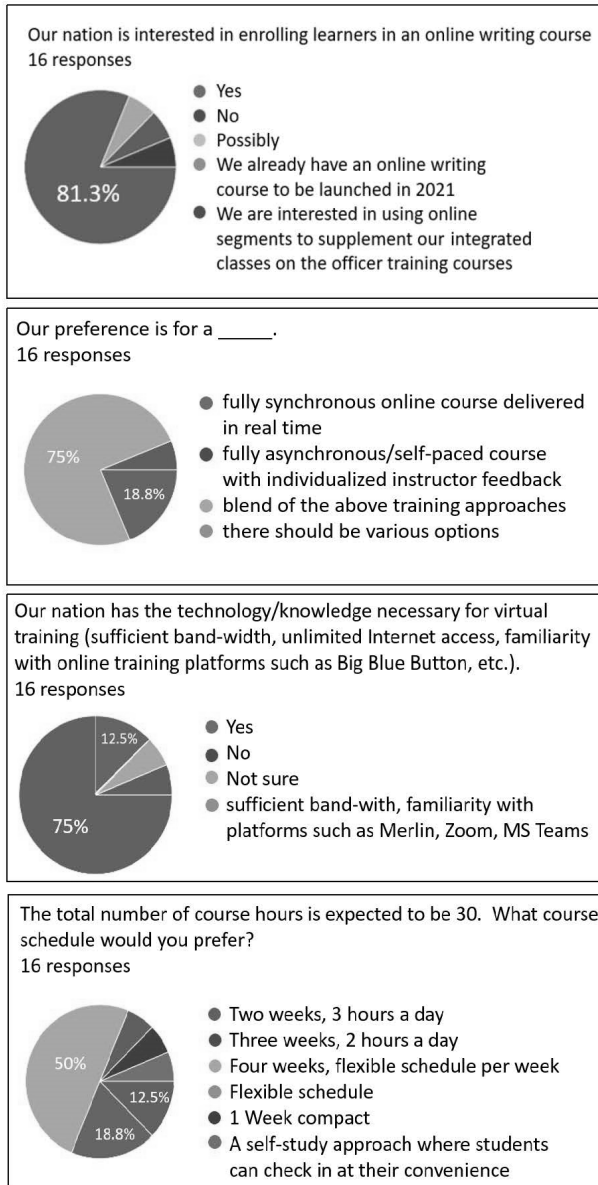 Our nation is interested in enrolling learners in an online writing course
16 responses
81.3%
Yes
No
Possibly
We already have an online writing
course to be launched in 2021
We are interested in using online
segments to supplement our integrated
classes on the officer training courses
Our preference is for a _____.
16 responses
75%
18.8%
fully synchronous online course delivered
in real time
fully asynchronous/self-paced course
with individualized instructor feedback
blend of the above training approaches
there should be various options
Our nation has the technology/knowledge necessary for virtual
training (sufficient band-width, unlimited Internet access, familiarity
with online training platforms such as Big Blue Button, etc.).
16 responses
12.5%
75%
Yes
No
Not sure
sufficient band-with, familiarity with
platforms such as Merlin, Zoom, MS Teams
The total number of course hours is expected to be 30.  What course
schedule would you prefer?
16 responses
50%
12.5%
18.8%
Two weeks, 3 hours a day
Three weeks, 2 hours a day
Four weeks, flexible schedule per week
Flexible schedule
1 Week compact
A self-study approach where students
can check in at their convenience